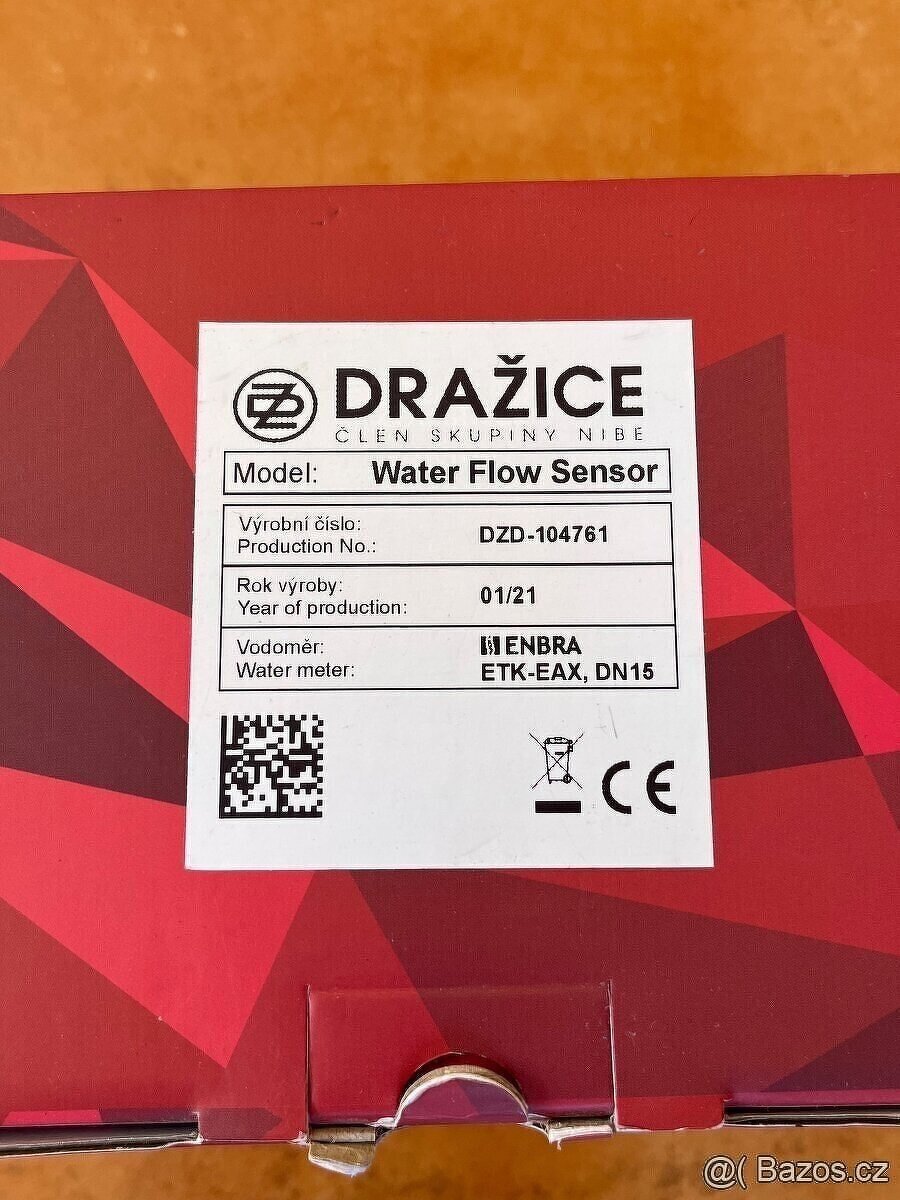 DRAŽICE
ČLEN SKUPINY NIBE
Model: Water Flow Sensor
Výrobní číslo:
Production No.: DZD-104761
Rok výroby:
Year of production: 01/21
Vodoměr: ENBRA
Water meter: ETK-EAX, DN15
CE
@( Bazos.cz